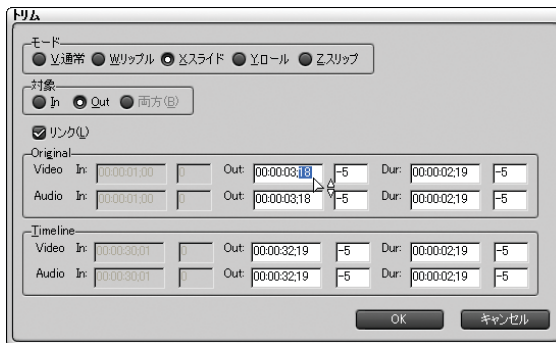 トリム
モード
V.通常 Wリップル Xスライド Y.ロール Z.スリップ
対象
In Out 両方(B)
リンク(L)
Original
Video In: 00:00:01;00 0 Out: 00:00:03;18 -5 Dur: 00:00:02;19 -5
Audio In: 00:00:01;00 0 Out: 00:00:03;18 -5 Dur: 00:00:02;19 -5
Timeline
Video In: 00:00:30;01 0 Out: 00:00:32;19 -5 Dur: 00:00:02;19 -5
Audio In: 00:00:30;01 0 Out: 00:00:32;19 -5 Dur: 00:00:02;19 -5
OK キャンセル